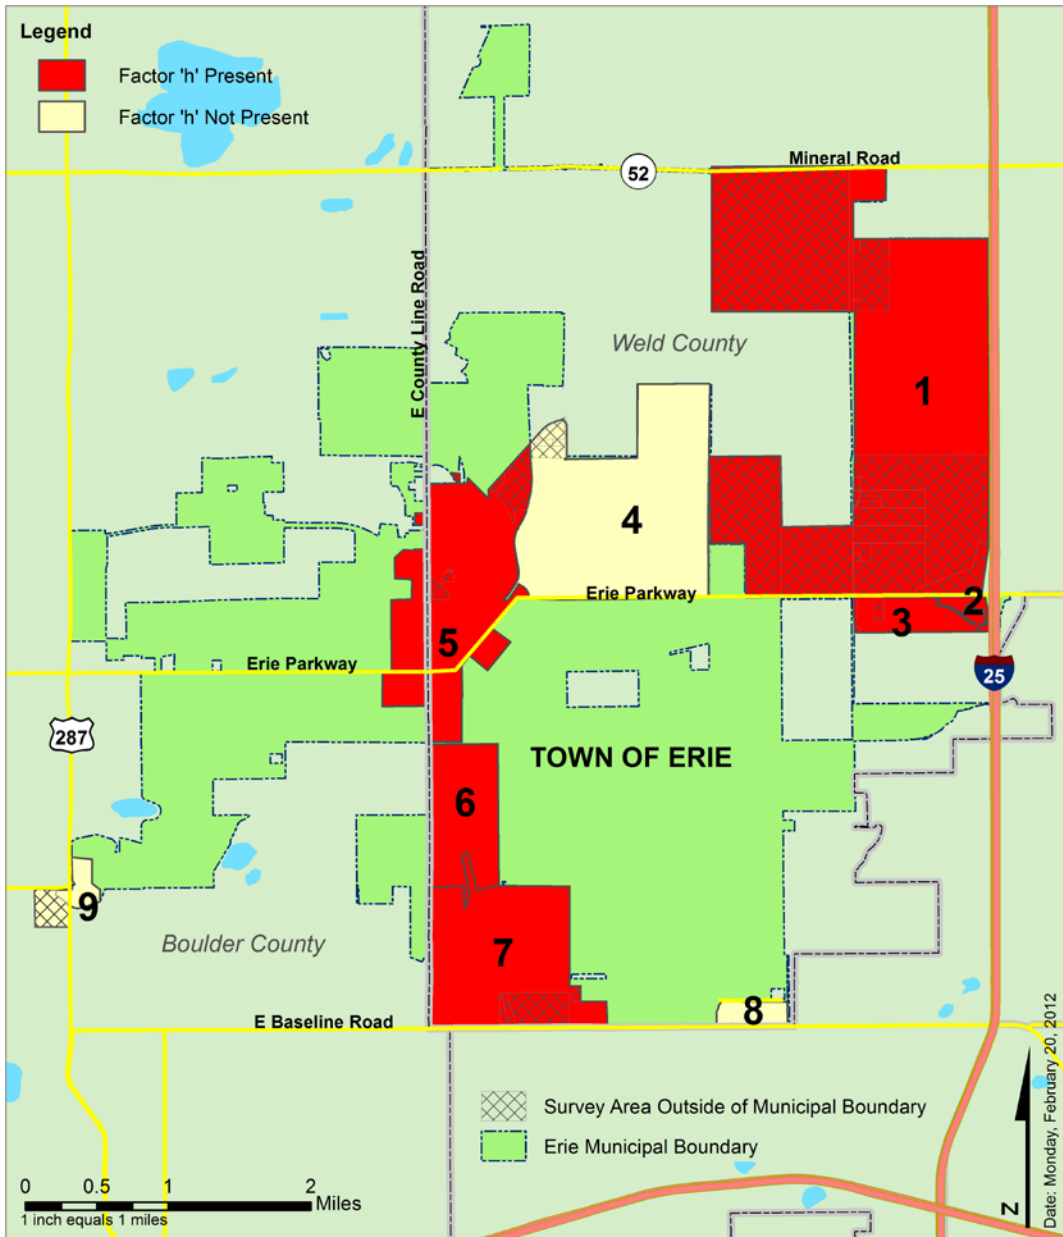 Legend
Factor 'h' Present
Factor 'h' Not Present
Mineral Road
52
E County Line Road
Weld County
1
4
Erie Parkway
2
3
5
Erie Parkway
25
287
TOWN OF ERIE
6
9
Boulder County
7
8
E Baseline Road
Survey Area Outside of Municipal Boundary
Erie Municipal Boundary
0 0.5 1 2
Miles
1 inch equals 1 miles
N
Date: Monday, February 20, 2012